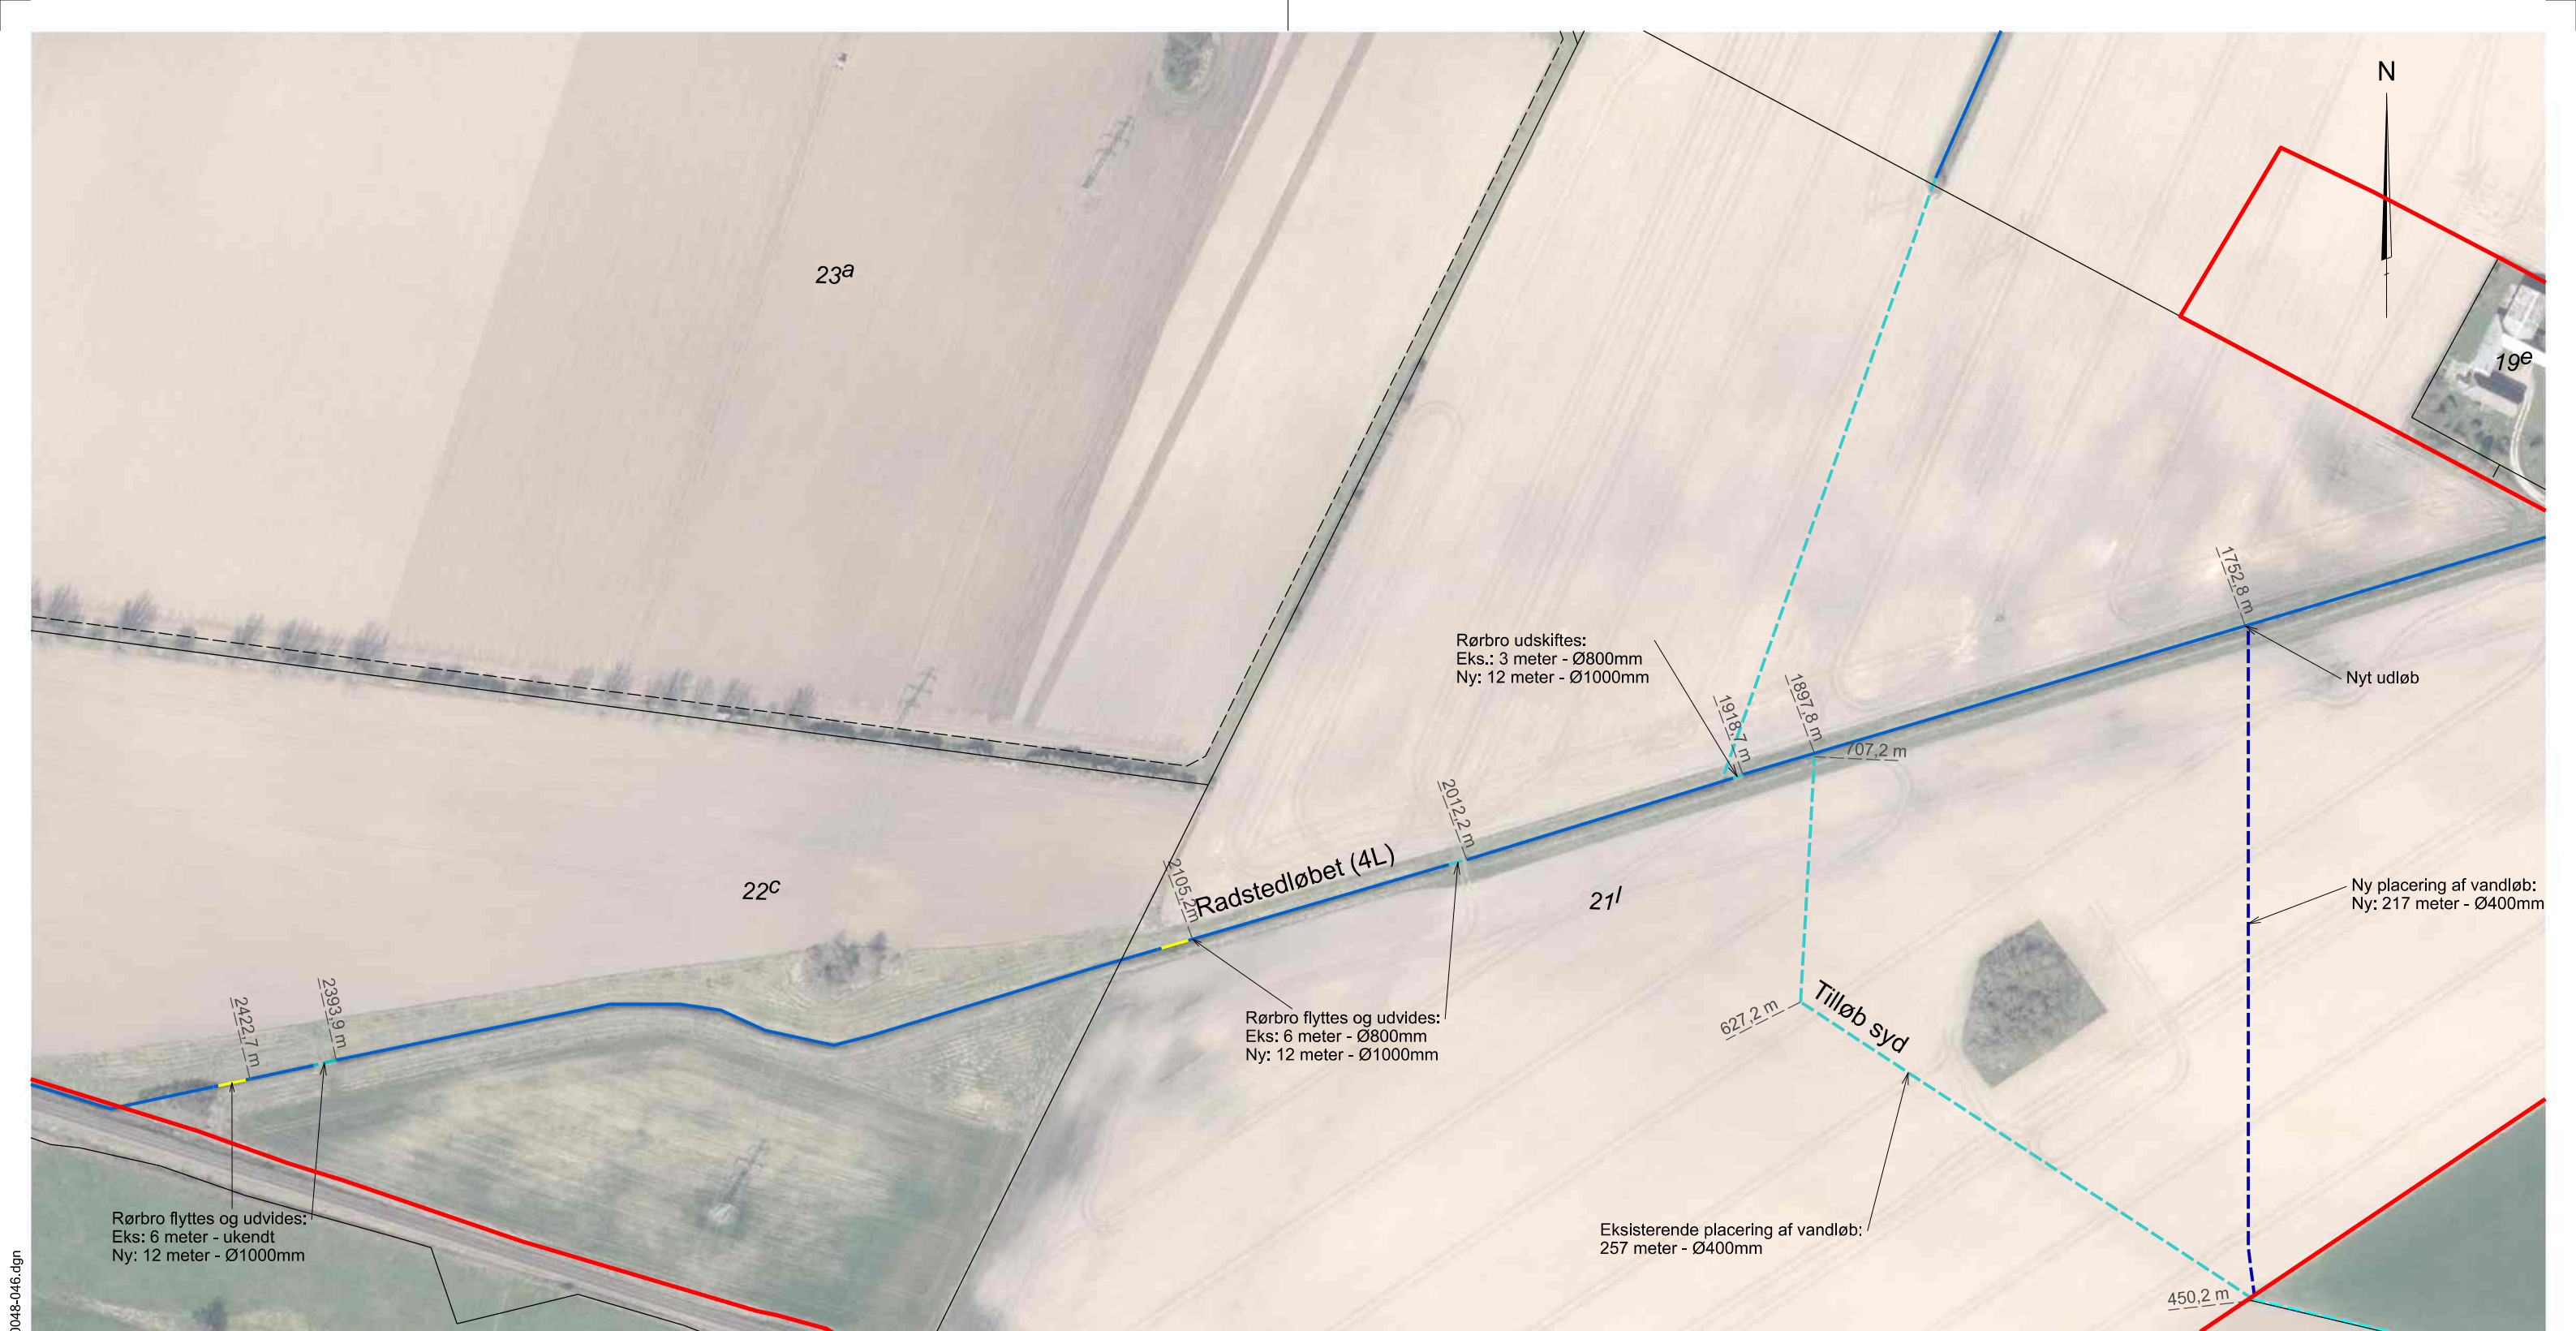 N
23a
19e
1752,8 m
Rørbro udskiftes:
Eks.: 3 meter - Ø800mm
Ny: 12 meter - Ø1000mm
Nyt udløb
1897,8 m
1918,7 m
707,2 m
2012,2 m
Radstedløbet (4L)
2105,2m
22c
21l
Ny placering af vandløb:
Ny: 217 meter - Ø400mm
2393,9 m
2422,7 m
Tilløb syd
627,2 m
Rørbro flyttes og udvides:
Eks: 6 meter - Ø800mm
Ny: 12 meter - Ø1000mm
Rørbro flyttes og udvides:
Eks: 6 meter - ukendt
Ny: 12 meter - Ø1000mm
Eksisterende placering af vandløb:
257 meter - Ø400mm
450,2 m
0048-046.dgn